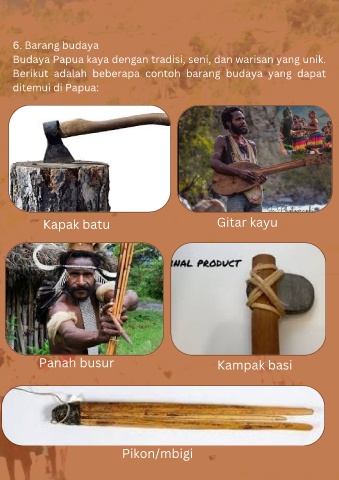 6. Barang budaya
Budaya Papua kaya dengan tradisi, seni, dan warisan yang unik.
Berikut adalah beberapa contoh barang budaya yang dapat
ditemui di Papua:
Kapak batu
Gitar kayu
NAL PRODUCT
Panah busur
Kampak basi
Pikon/mbigi